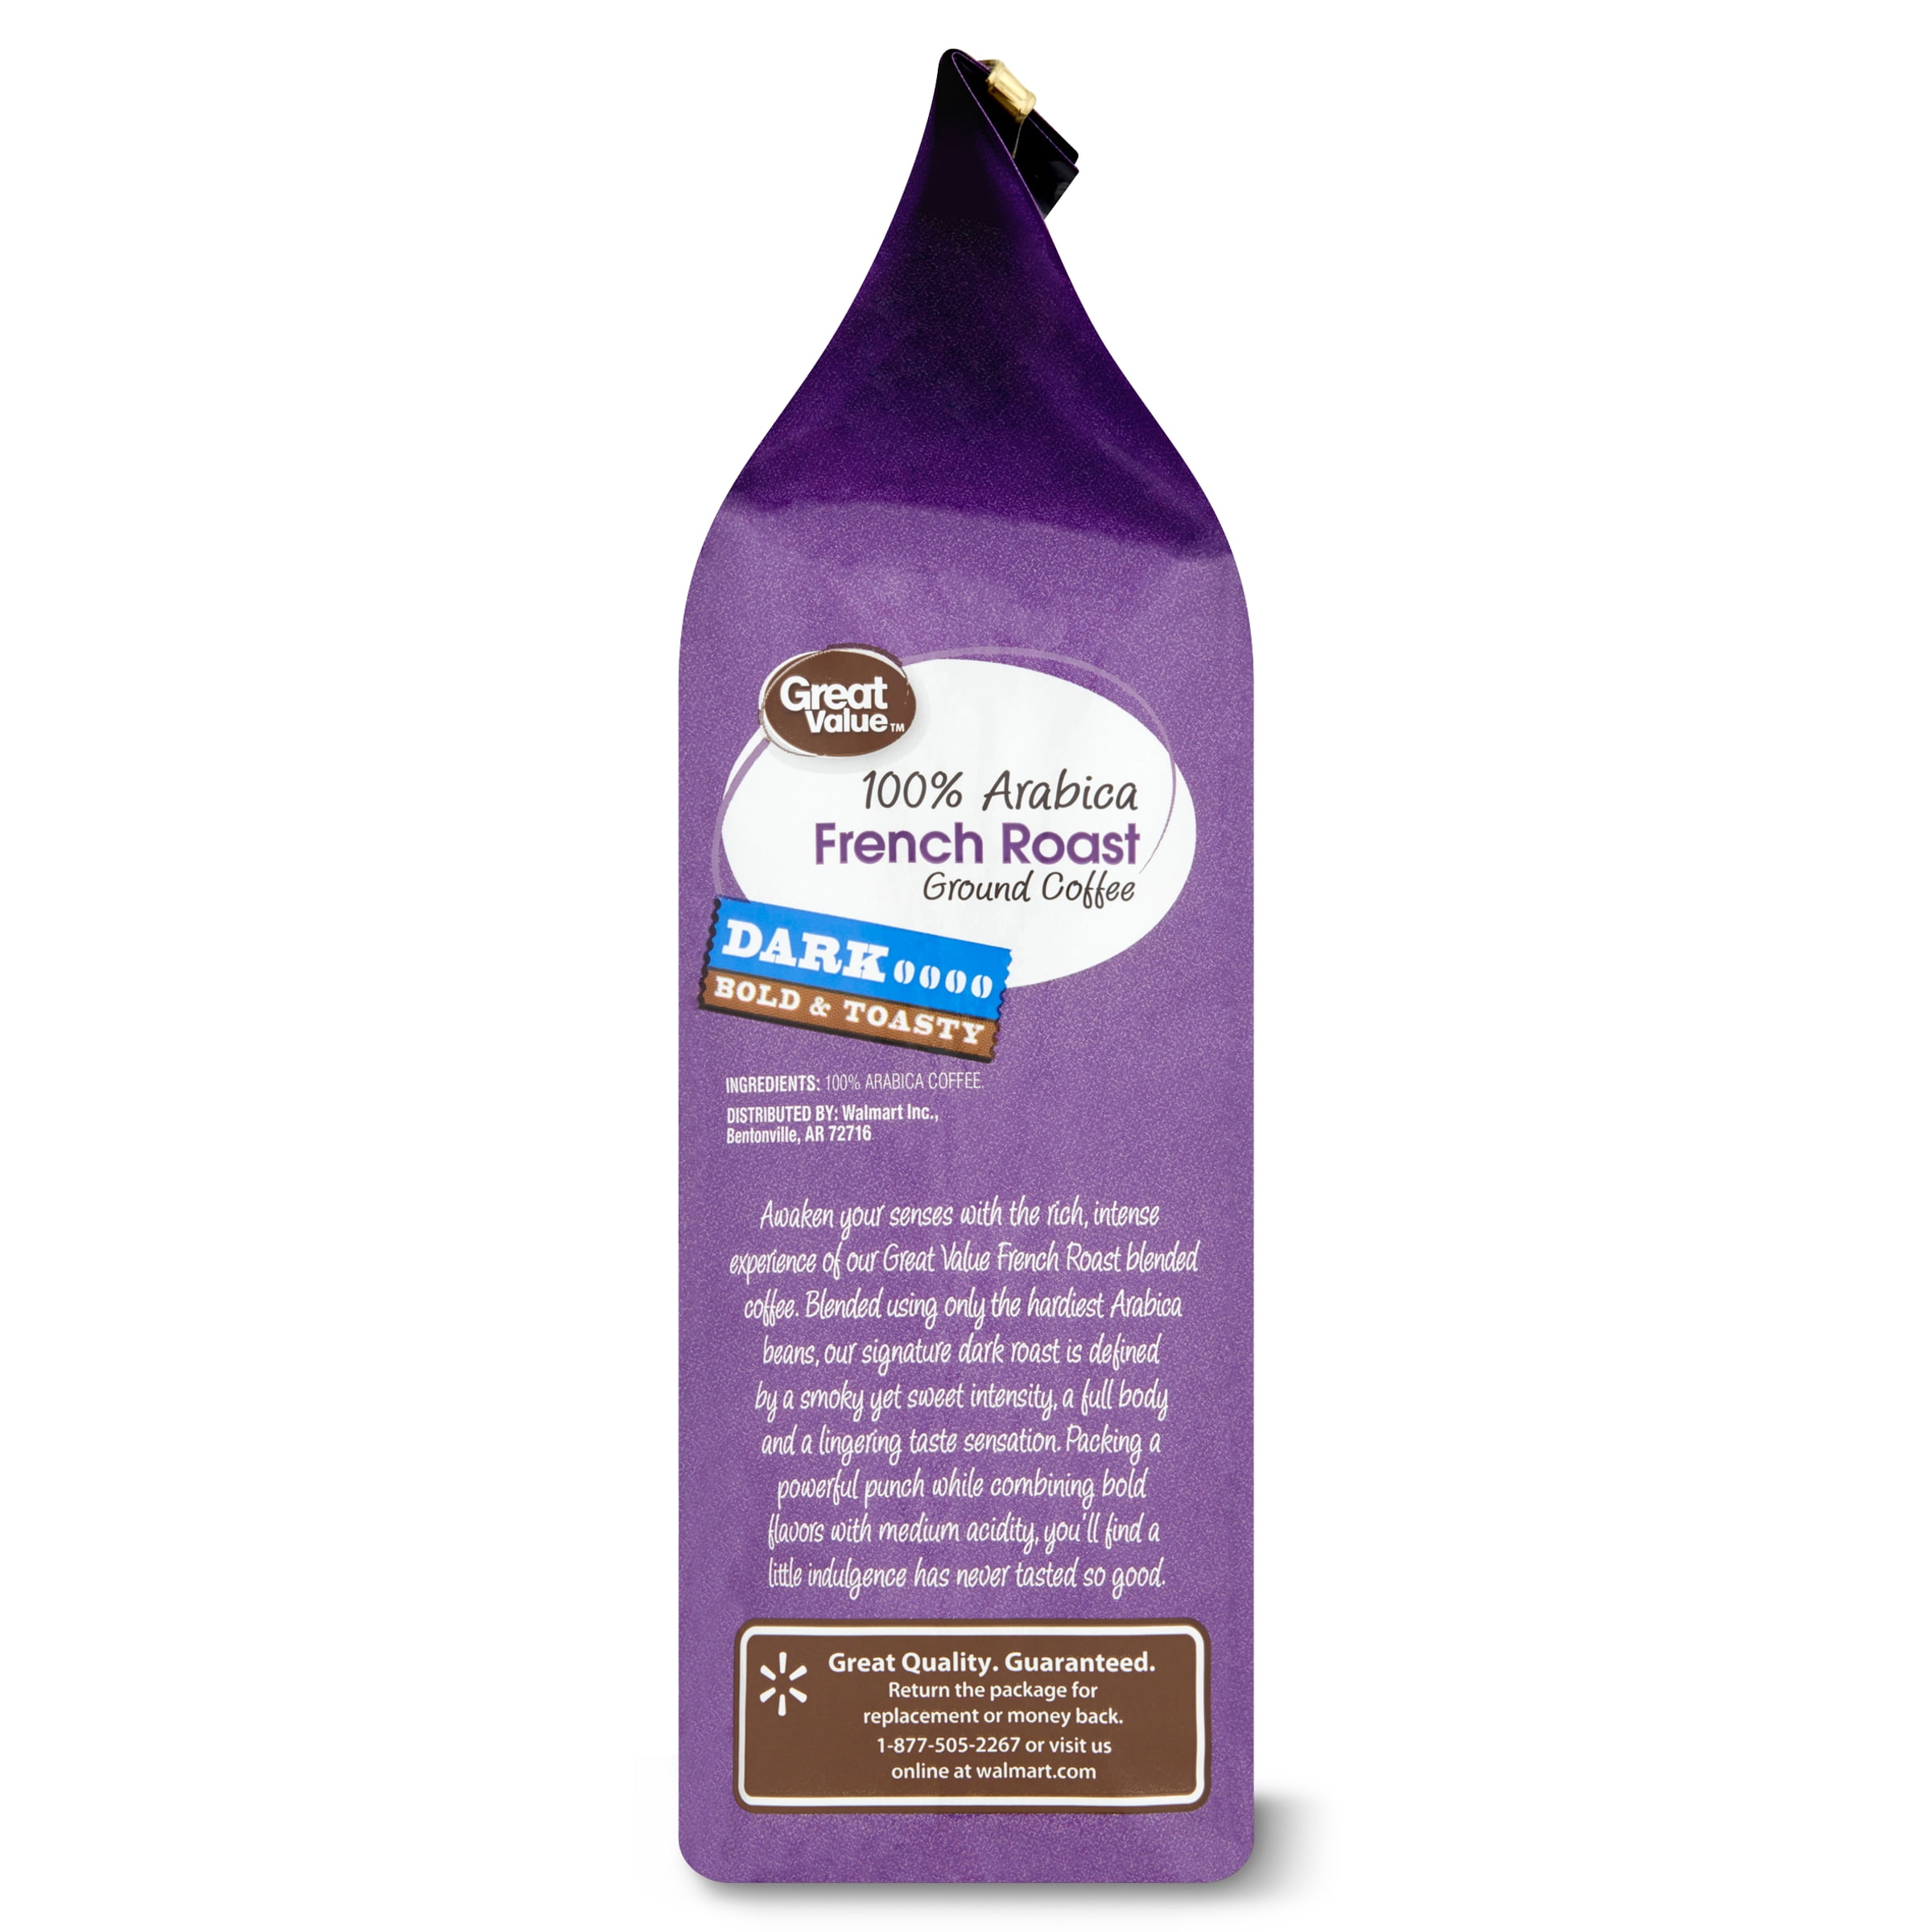 Great
Value™
100% Arabica
French Roast
Ground Coffee
DARK
BOLD & TOASTY
INGREDIENTS: 100% ARABICA COFFEE.
DISTRIBUTED BY: Walmart Inc.,
Bentonville, AR 72716
Awaken your senses with the rich, intense
experience of our Great Value French Roast blended
coffee. Blended using only the hardiest Arabica
beans, our signature dark roast is defined
by a smoky yet sweet intensity, a full body
and a lingering taste sensation. Packing a
powerful punch while combining bold
flavors with medium acidity, you'll find a
little indulgence has never tasted so good.
Great Quality. Guaranteed.
Return the package for
replacement or money back.
1-877-505-2267 or visit us
online at walmart.com